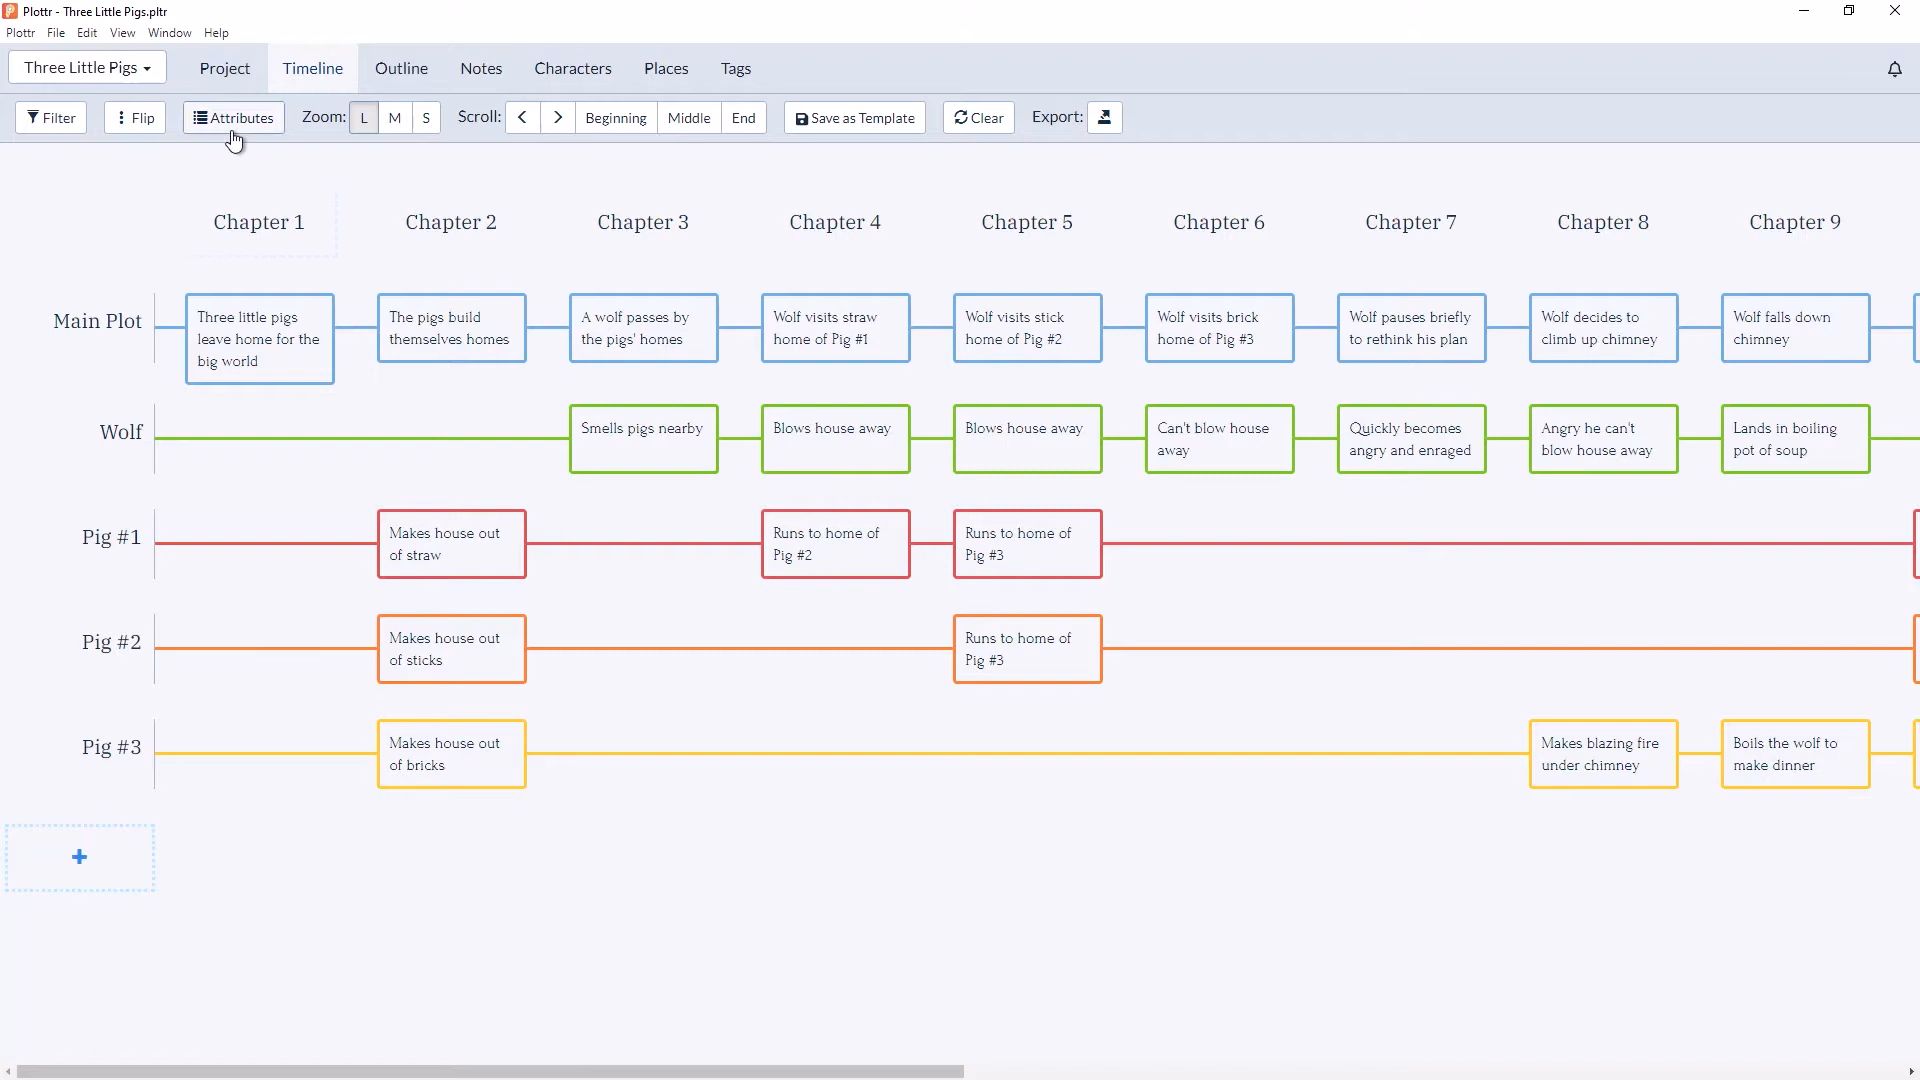 Plottr - Three Little Pigs.pltr
Plottr File Edit View Window Help
Three Little Pigs Project Timeline Outline Notes Characters Places Tags
Filter Flip Attributes Zoom: L M S Scroll: Beginning Middle End Save as Template Clear Export:
Chapter 1 Chapter 2 Chapter 3 Chapter 4 Chapter 5 Chapter 6 Chapter 7 Chapter 8 Chapter 9
Main Plot
Three little pigs
leave home for the
big world
The pigs build
themselves homes
A wolf passes by
the pigs' homes
Wolf visits straw
home of Pig #1
Wolf visits stick
home of Pig #2
Wolf visits brick
home of Pig #3
Wolf pauses briefly
to rethink his plan
Wolf decides to
climb up chimney
Wolf falls down
chimney
Wolf
Smells pigs nearby
Blows house away
Blows house away
Can't blow house
away
Quickly becomes
angry and enraged
Angry he can't
blow house away
Lands in boiling
pot of soup
Pig #1
Makes house out
of straw
Runs to home of
Pig #2
Runs to home of
Pig #3
Pig #2
Makes house out
of sticks
Runs to home of
Pig #3
Pig #3
Makes house out
of bricks
Makes blazing fire
under chimney
Boils the wolf to
make dinner